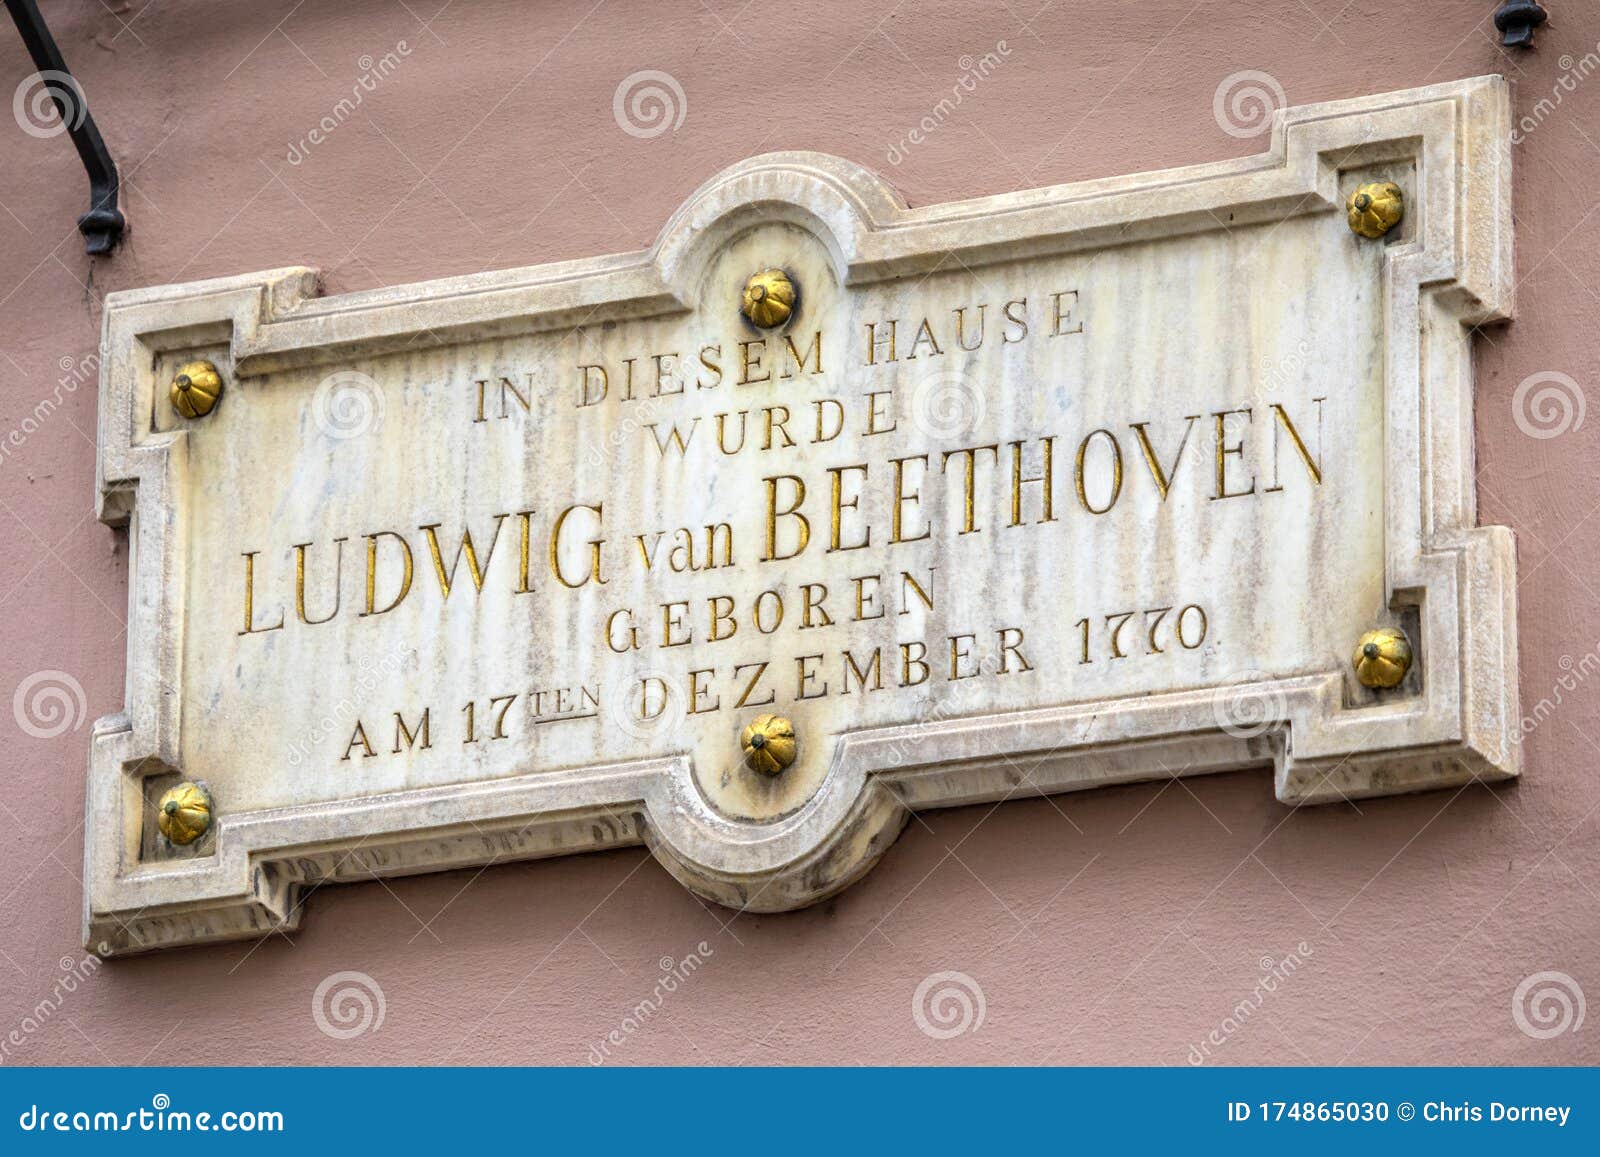 IN DIESEM HAUSE
WURDE
LUDWIG van BEETHOVEN
GEBOREN
AM 17TEN DEZEMBER 1770.
dreamstime.com
ID 174865030 © Chris Dorney